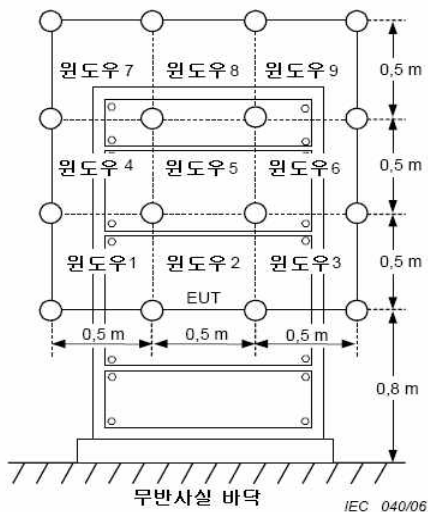 윈도우7 윈도우8 윈도우9
0,5 m
윈도우4 윈도우5 윈도우6
0,5 m
윈도우1 윈도우2 윈도우3
0,5 m
EUT
0,5 m 0,5 m 0,5 m
0,8 m
무반사실 바닥
IEC 040/06